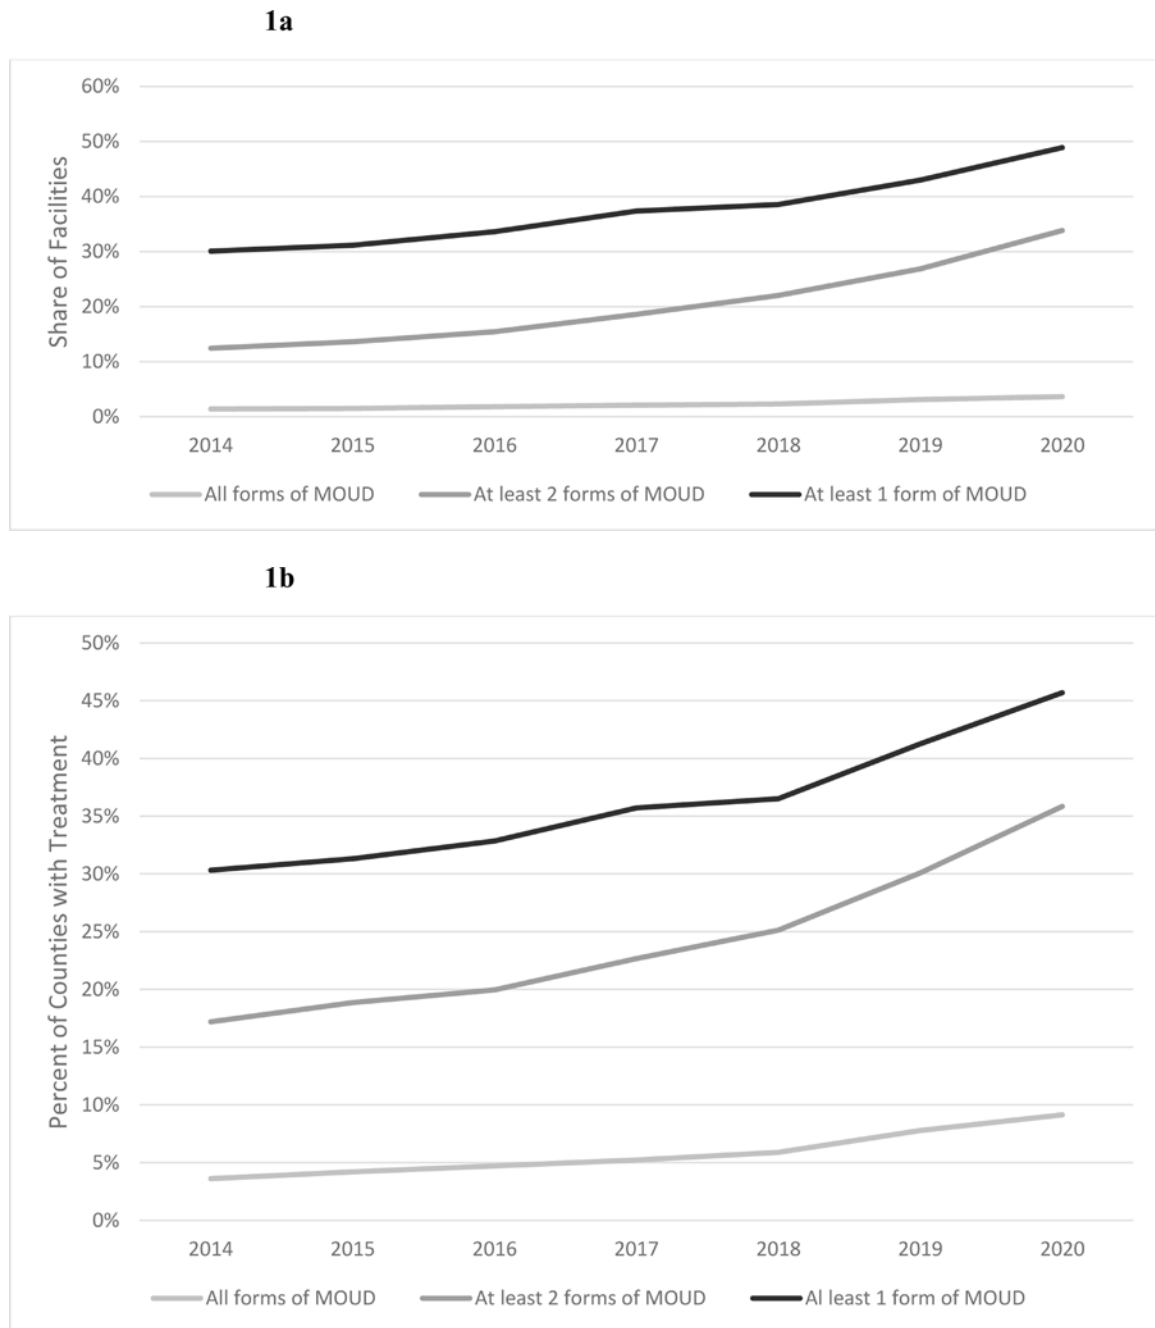 1a
60%
50%
40%
30%
20%
10%
0%
Share of Facilities
2014 2015 2016 2017 2018 2019 2020
All forms of MOUD At least 2 forms of MOUD At least 1 form of MOUD
1b
50%
45%
40%
35%
30%
25%
20%
15%
10%
5%
0%
Percent of Counties with Treatment
2014 2015 2016 2017 2018 2019 2020
All forms of MOUD At least 2 forms of MOUD Al least 1 form of MOUD